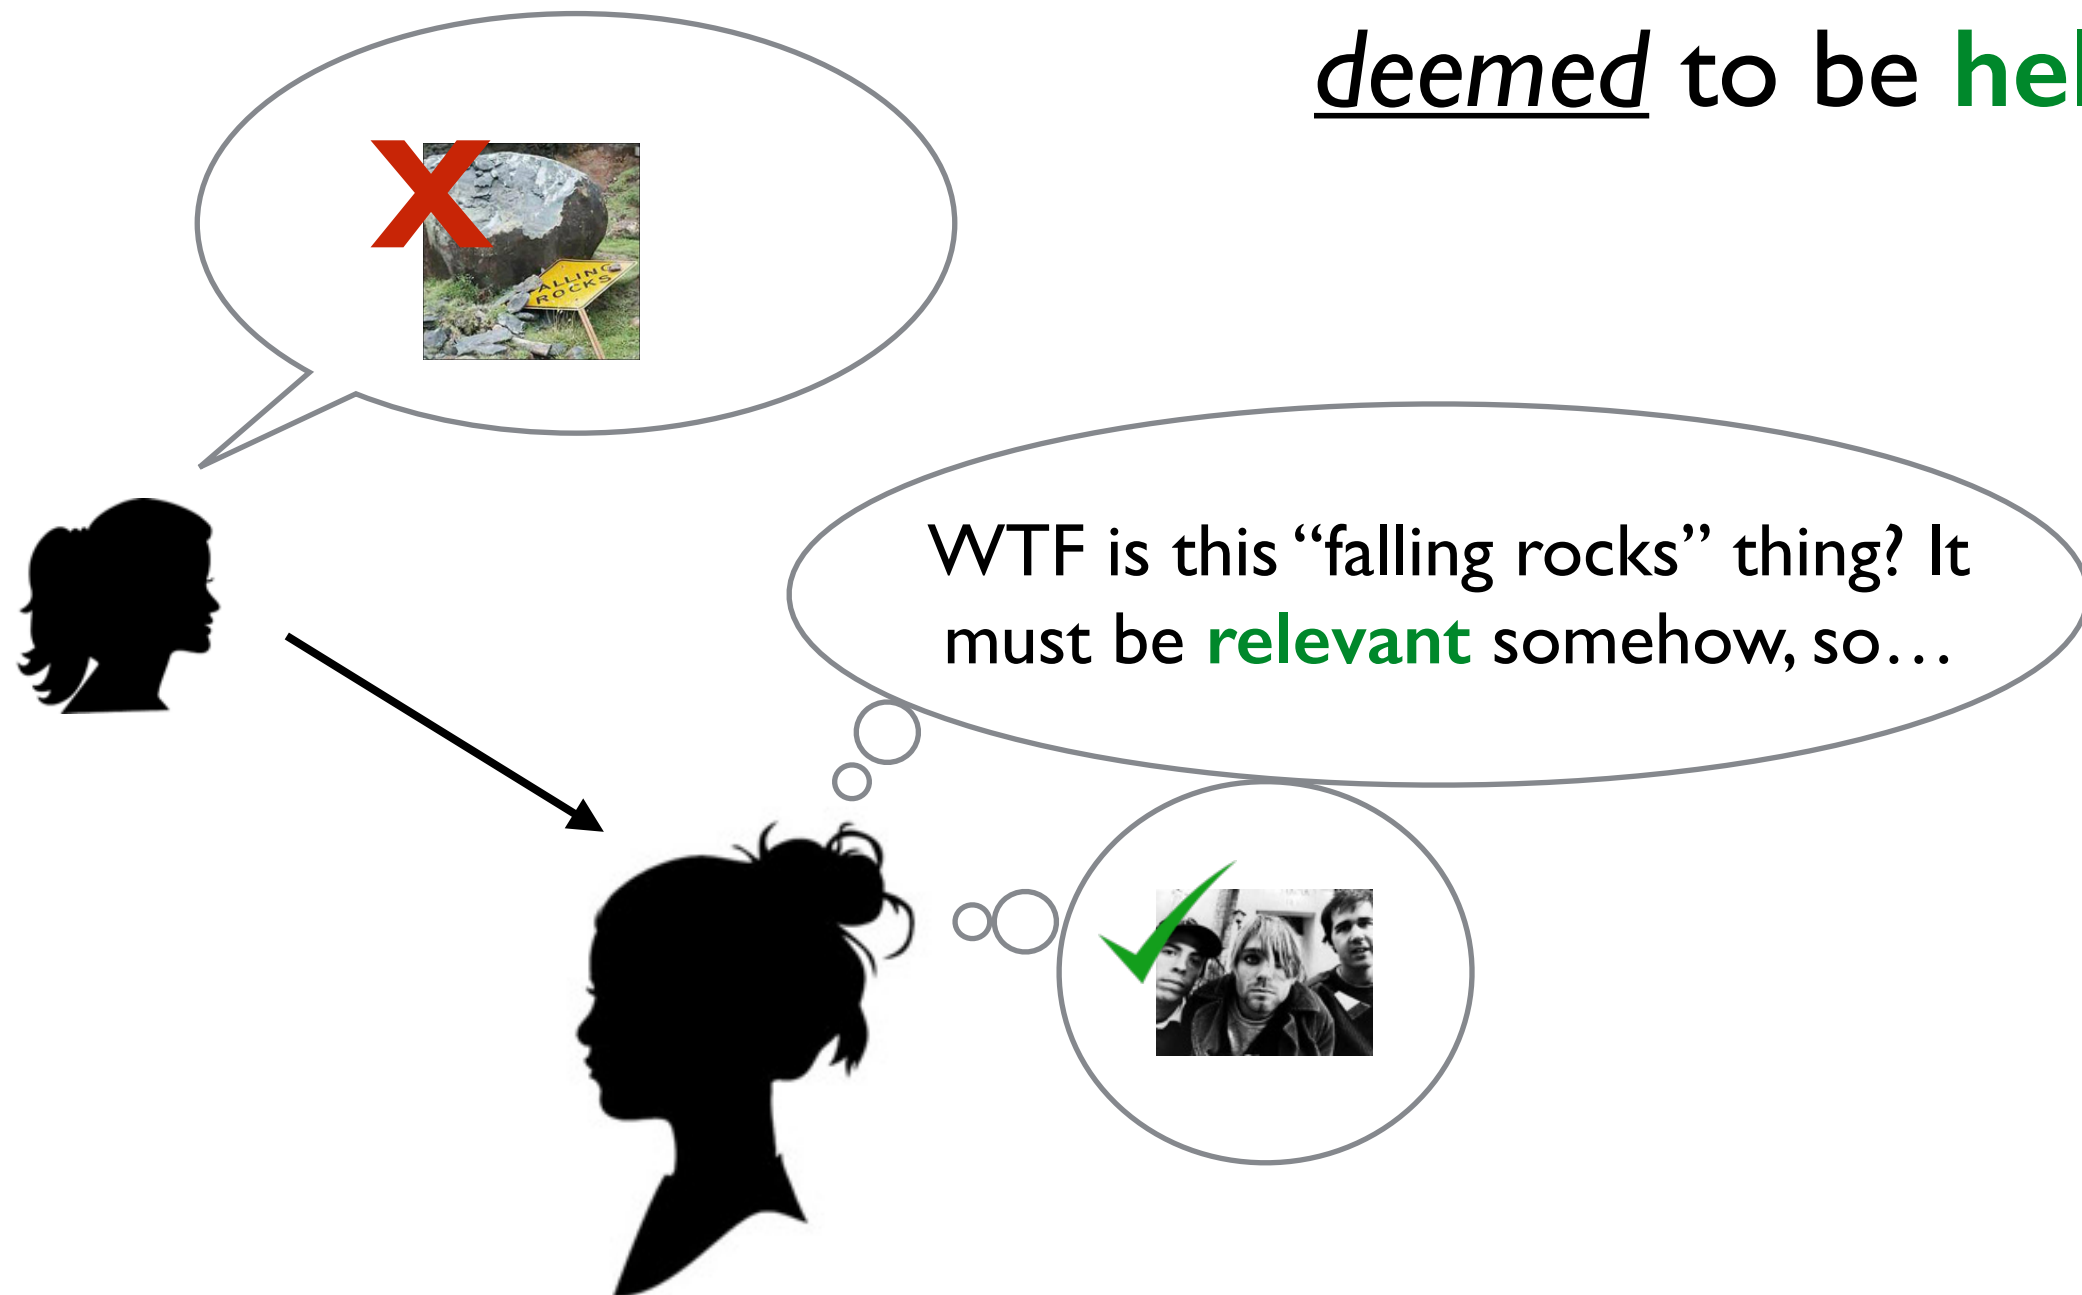 deemed to be hel
X
FALLING
ROCKS
WTF is this “falling rocks” thing? It
must be relevant somehow, so…